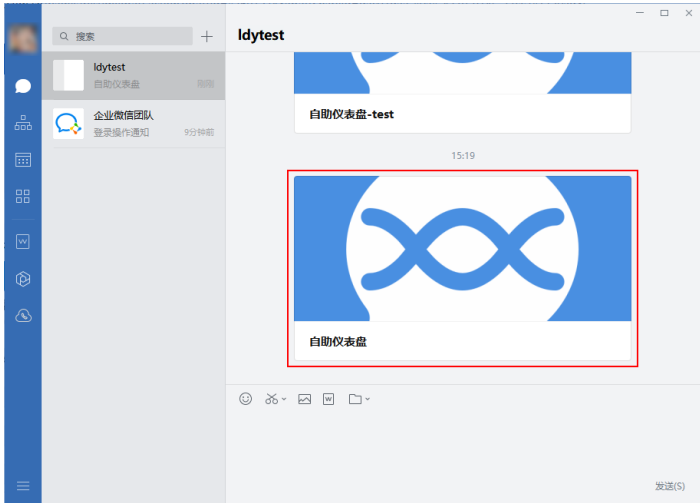 搜索
ldytest
自助仪表盘
刚刚
企业微信团队
登录操作通知
9分钟前
ldytest
自助仪表盘-test
15:19
自助仪表盘
发送(S)